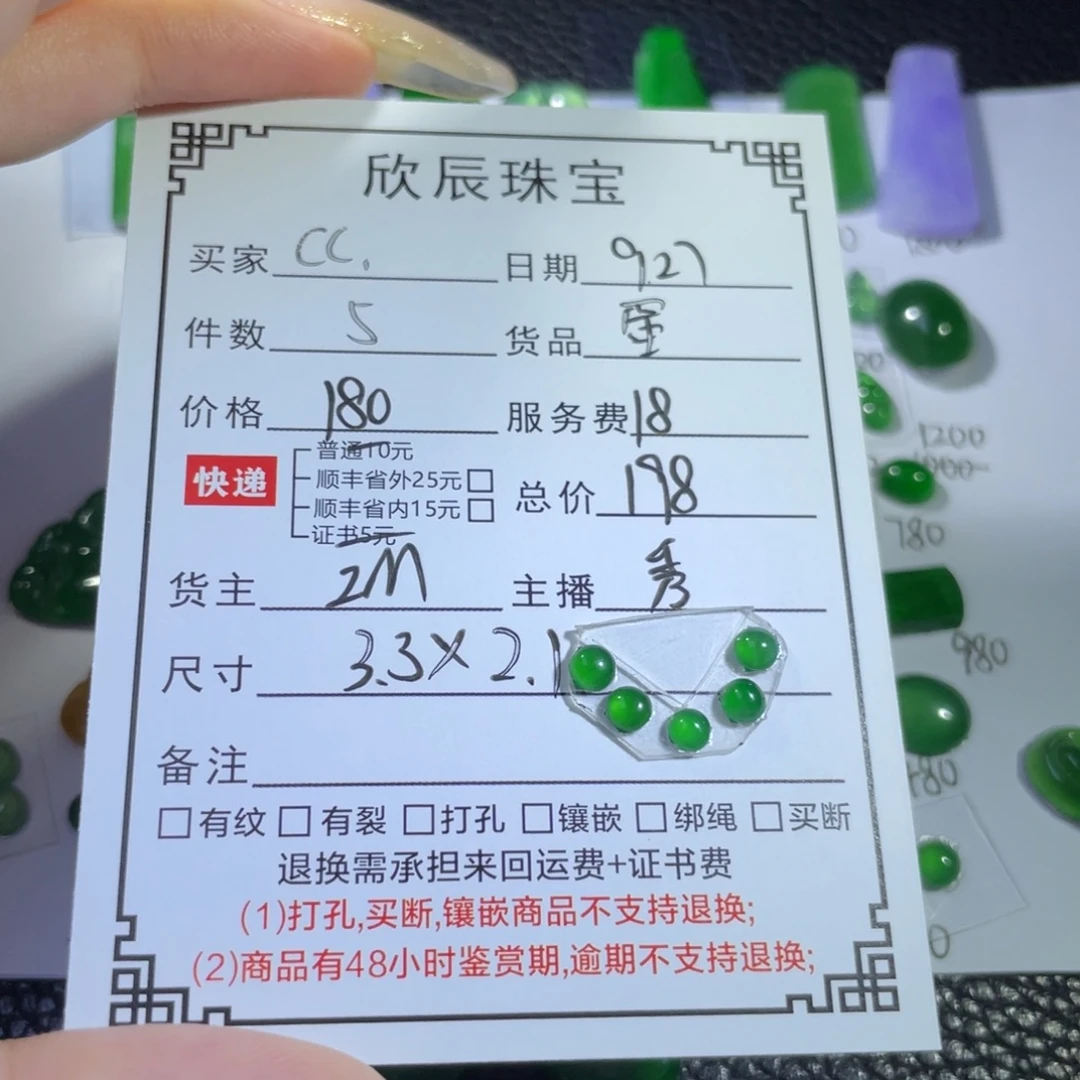 欣辰珠宝
买家 CC. 日期 9.27
件数 5 货品 蛋
价格 180 服务费 18
快递
普通10元
顺丰省外25元
顺丰省内15元
证书5元
总价 198
货主 ZM 主播 秀
尺寸 3.3×2.1
备注
有纹 有裂 打孔 镶嵌 绑绳 买断
退换需承担来回运费+证书费
(1)打孔,买断,镶嵌商品不支持退换;
(2)商品有48小时鉴赏期,逾期不支持退换;
1200
780
980